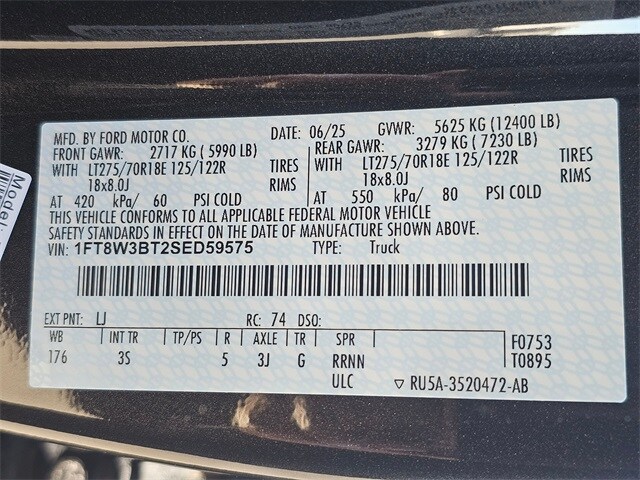 MFD. BY FORD MOTOR CO. DATE: 06/25 GVWR: 5625 KG (12400 LB)
FRONT GAWR: 2717 KG ( 5990 LB) REAR GAWR: 3279 KG ( 7230 LB)
WITH LT275/70R18E 125/122R TIRES WITH LT275/70R18E 125/122R TIRES
18x8.0J RIMS 18x8.0J RIMS
AT 420 kPa/ 60 PSI COLD AT 550 kPa/ 80 PSI COLD
THIS VEHICLE CONFORMS TO ALL APPLICABLE FEDERAL MOTOR VEHICLE
SAFETY STANDARDS IN EFFECT ON THE DATE OF MANUFACTURE SHOWN ABOVE.
VIN: 1FT8W3BT2SED59575 TYPE: Truck
EXT PNT: LJ RC: 74 DSO:
WB INT TR TP/PS R AXLE TR SPR F0753
176 3S 5 3J G RRNN T0895
ULC ▽ RU5A-3520472-AB
Model: